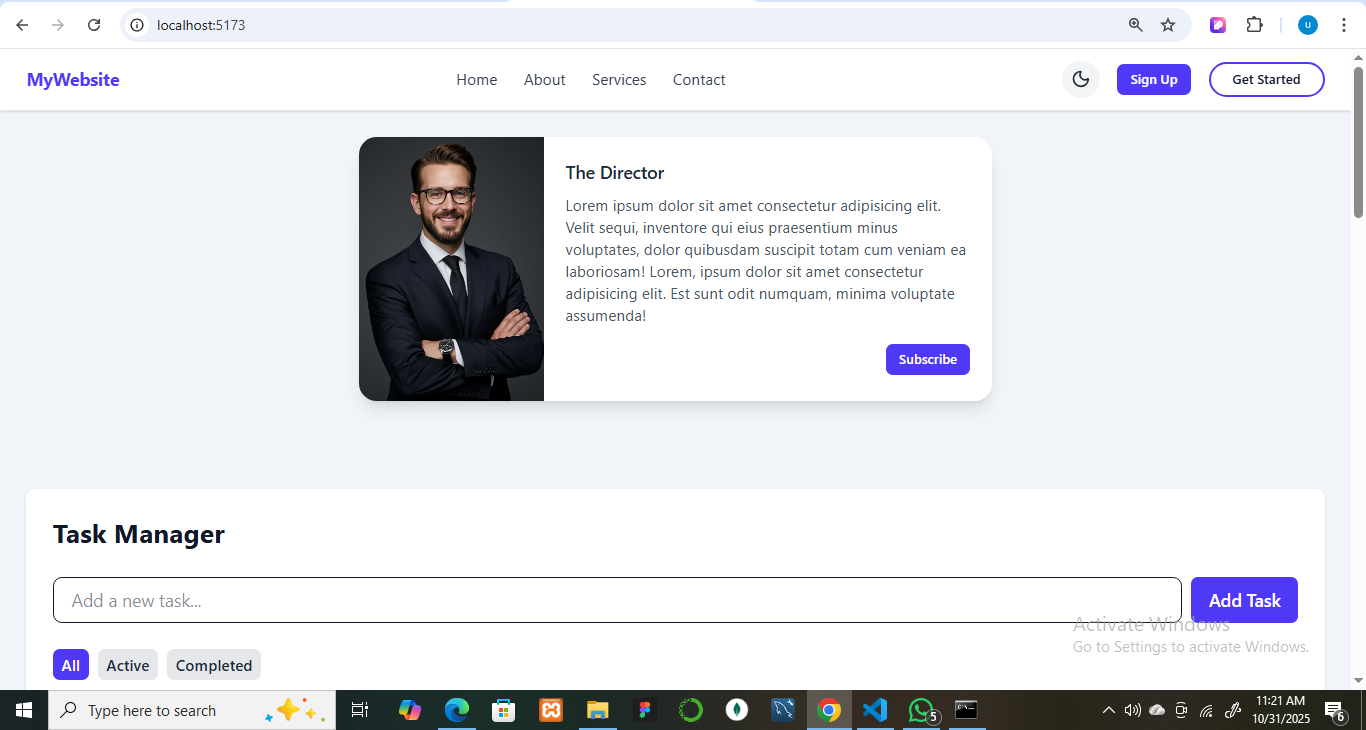 localhost:5173
u
MyWebsite
Home
About
Services
Contact
Sign Up
Get Started
The Director
Lorem ipsum dolor sit amet consectetur adipisicing elit.
Velit sequi, inventore qui eius praesentium minus
voluptates, dolor quibusdam suscipit totam cum veniam ea
laboriosam! Lorem, ipsum dolor sit amet consectetur
adipisicing elit. Est sunt odit numquam, minima voluptate
assumenda!
Subscribe
Task Manager
Add a new task...
Add Task
Activate Windows
Go to Settings to activate Windows.
All
Active
Completed
Type here to search
5
11:21 AM
10/31/2025
6